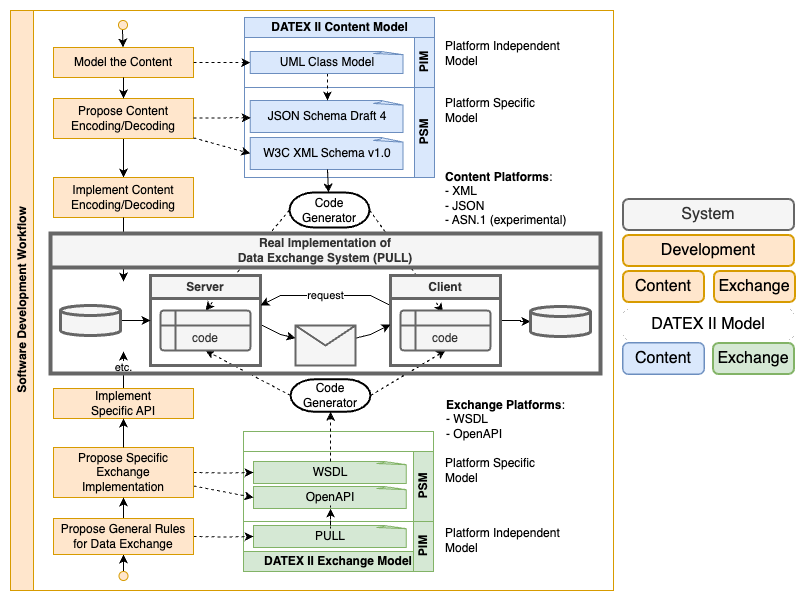 Software Development Workflow
Model the Content
Propose Content
Encoding/Decoding
Implement Content
Encoding/Decoding
DATEX II Content Model
UML Class Model
PIM
JSON Schema Draft 4
W3C XML Schema v1.0
PSM
Platform Independent
Model
Platform Specific
Model
Content Platforms:
- XML
- JSON
- ASN.1 (experimental)
Code
Generator
Real Implementation of
Data Exchange System (PULL)
Server
code
request
Client
code
etc.
Implement
Specific API
Propose Specific
Exchange
Implementation
Propose General Rules
for Data Exchange
Code
Generator
WSDL
OpenAPI
PSM
PULL
PIM
DATEX II Exchange Model
Exchange Platforms:
- WSDL
- OpenAPI
Platform Specific
Model
Platform Independent
Model
System
Development
Content
Exchange
DATEX II Model
Content
Exchange